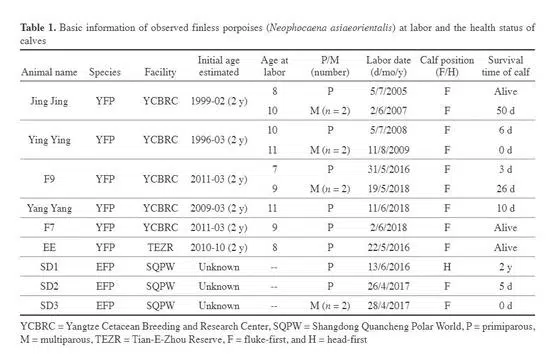 Table 1. Basic information of observed finless porpoises (Neophocaena asiaeorientalis) at labor and the health status of
calves
Animal name Species Facility Initial age estimated Age at labor P/M (number) Labor date (d/mo/y) Calf position (F/H) Survival time of calf
Jing Jing YFP YCBRC 1999-02 (2 y) 8 P 5/7/2005 F Alive
10 M (n = 2) 2/6/2007 F 50 d
Ying Ying YFP YCBRC 1996-03 (2 y) 10 P 5/7/2008 F 6 d
11 M (n = 2) 11/8/2009 F 0 d
F9 YFP YCBRC 2011-03 (2 y) 7 P 31/5/2016 F 3 d
9 M (n = 2) 19/5/2018 F 26 d
Yang Yang YFP YCBRC 2009-03 (2 y) 11 P 11/6/2018 F 10 d
F7 YFP YCBRC 2011-03 (2 y) 9 P 2/6/2018 F Alive
EE YFP TEZR 2010-10 (2 y) 8 P 22/5/2016 F Alive
SD1 EFP SQPW Unknown -- P 13/6/2016 H 2 y
SD2 EFP SQPW Unknown -- P 26/4/2017 F 5 d
SD3 EFP SQPW Unknown -- M (n = 2) 28/4/2017 F 0 d
YCBRC = Yangtze Cetacean Breeding and Research Center, SQPW = Shangdong Quancheng Polar World, P = primiparous,
M = multiparous, TEZR = Tian-E-Zhou Reserve, F = fluke-first, and H = head-first